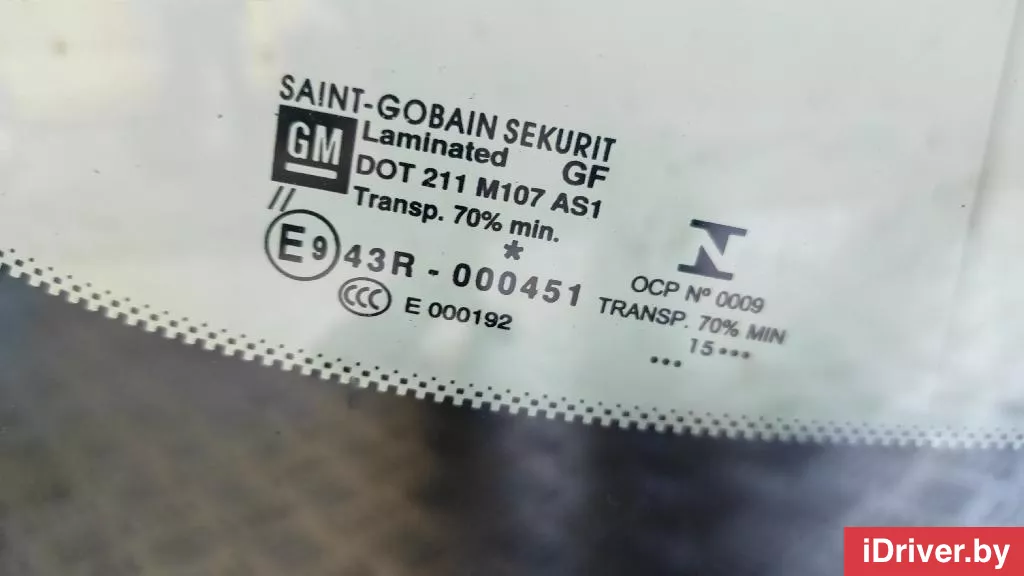 SAINT-GOBAIN SEKURIT
GM
Laminated GF
DOT 211 M107 AS1
Transp. 70% min.
//
E9 43R - 000451
*
CCC E 000192
N
OCP Nº 0009
TRANSP. 70% MIN
15•••
•••
iDriver.by